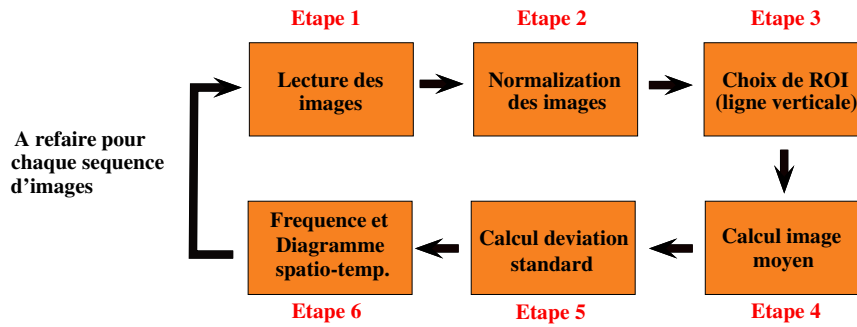 Etape 1
Etape 2
Etape 3
Lecture des
images
Normalization
des images
Choix de ROI
(ligne verticale)
A refaire pour
chaque sequence
d'images
Frequence et
Diagramme
spatio-temp.
Calcul deviation
standard
Calcul image
moyen
Etape 6
Etape 5
Etape 4